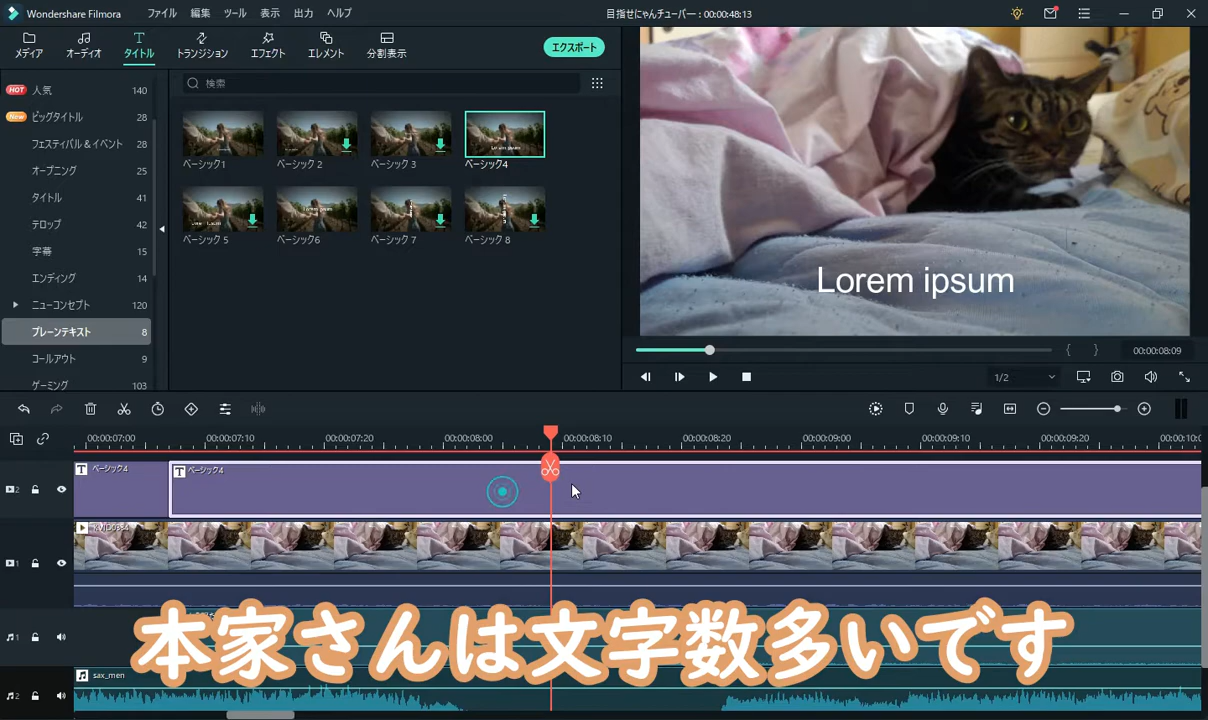 Wondershare Filmora
ファイル 編集 ツール 表示 出力 ヘルプ
目指せにゃんチューバー : 00:00:48:13
メディア オーディオ タイトル トランジション エフェクト エレメント 分割表示
エクスポート
HOT 人気 140
New ビッグタイトル 28
フェスティバル&イベント 28
オープニング 25
タイトル 41
テロップ 42
字幕 15
エンディング 14
ニューコンセプト 120
プレーンテキスト 8
コールアウト 9
ゲーミング 103
検索
ベーシック1 ベーシック 2 ベーシック 3 ベーシック4
ベーシック 5 ベーシック6 ベーシック 7 ベーシック 8
Lorem ipsum
{ } 00:00:08:09
1/2
00:00:07:00 00:00:07:10 00:00:07:20 00:00:08:00 00:00:08:10 00:00:08:20 00:00:09:00 00:00:09:10 00:00:09:20 00:00:10:0
2 T ベーシック4 T ベーシック4
1
1
本家さんは文字数多いです
2 sax_men